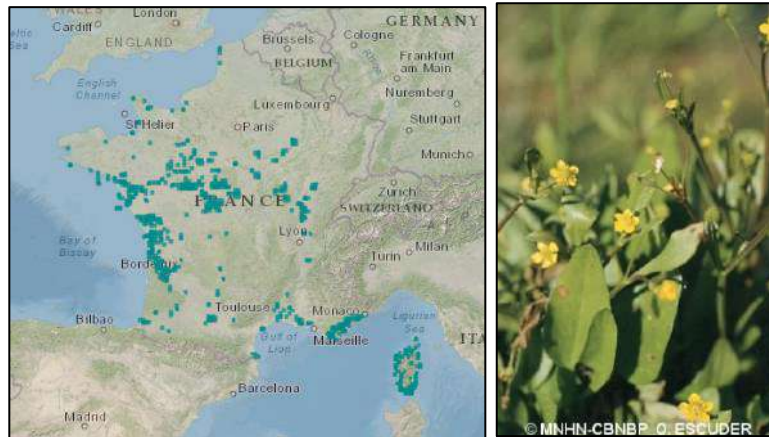 WALES
London
GERMANY
Cardiff
ENGLAND
Brussels
Cologne
BELGIUM
Frankfurt
am Main
English
Channel
Luxembourg
Nuremberg
St Helier
Paris
Stuttgart
Munich
FRANCE
Zurich
SWITZERLAND
Bay of
Biscay
Lyon
Milan
Bordeaux
Turin
Toulouse
Monaco
Ligurian
Sea
Bilbao
Marseille
Gulf of
Lion
Barcelona
Madrid
© MNHN-CBNBP O. ESCUDER